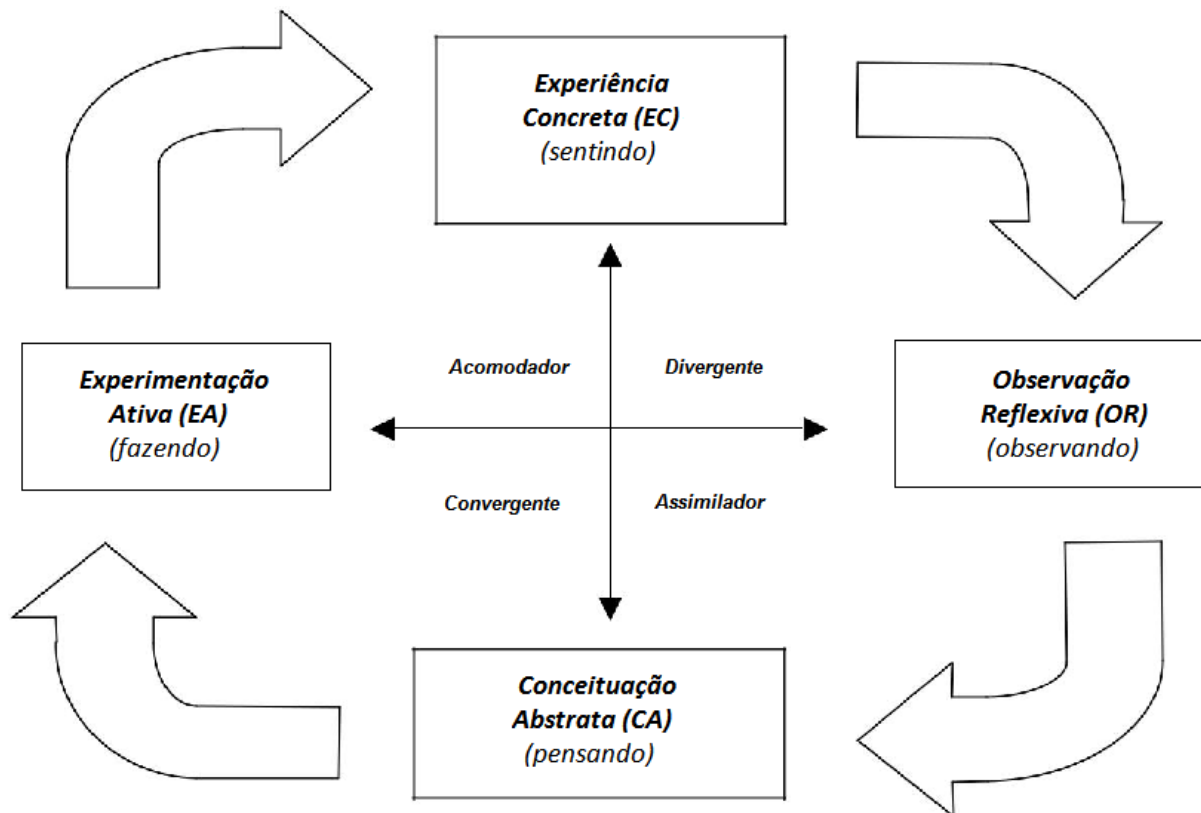 Experiência
Concreta (EC)
(sentindo)
Acomodador
Divergente
Experimentação
Ativa (EA)
(fazendo)
Observação
Reflexiva (OR)
(observando)
Convergente
Assimilador
Conceituação
Abstrata (CA)
(pensando)